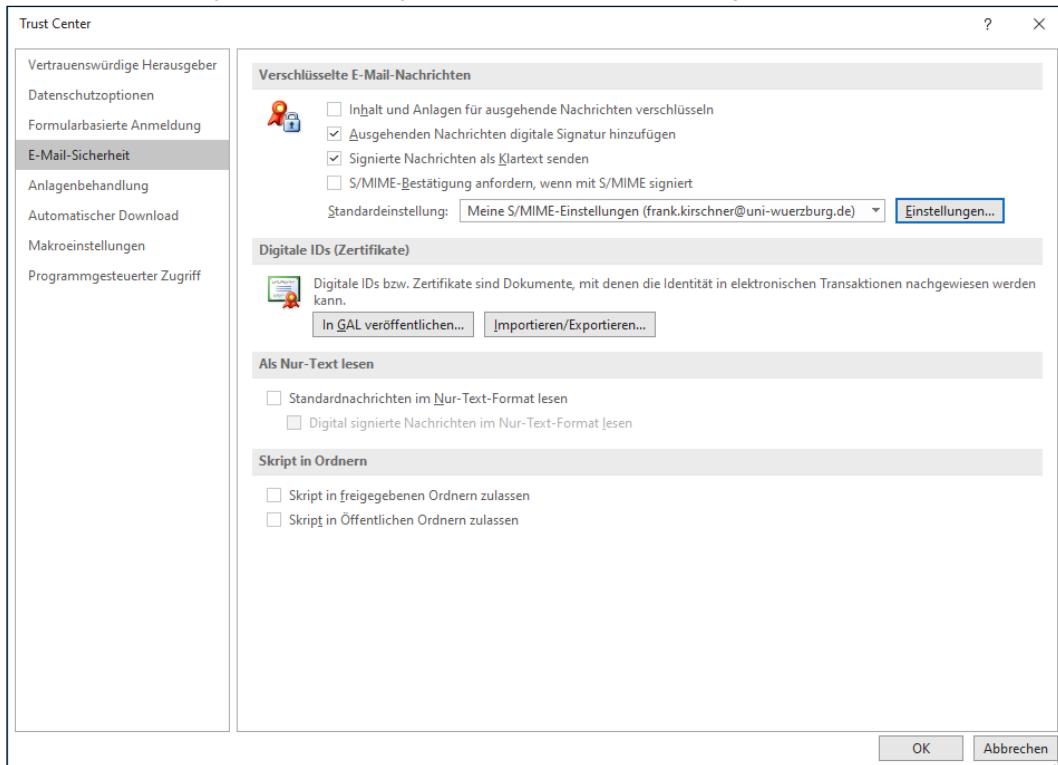 Trust Center
? ×
Vertrauenswürdige Herausgeber
Datenschutzoptionen
Formularbasierte Anmeldung
E-Mail-Sicherheit
Anlagenbehandlung
Automatischer Download
Makroeinstellungen
Programmgesteuerter Zugriff
Verschlüsselte E-Mail-Nachrichten
Inhalt und Anlagen für ausgehende Nachrichten verschlüsseln
Ausgehenden Nachrichten digitale Signatur hinzufügen
Signierte Nachrichten als Klartext senden
S/MIME-Bestätigung anfordern, wenn mit S/MIME signiert
Standardeinstellung: Meine S/MIME-Einstellungen (frank.kirschner@uni-wuerzburg.de) Einstellungen...
Digitale IDs (Zertifikate)
Digitale IDs bzw. Zertifikate sind Dokumente, mit denen die Identität in elektronischen Transaktionen nachgewiesen werden
kann.
In GAL veröffentlichen... Importieren/Exportieren...
Als Nur-Text lesen
Standardnachrichten im Nur-Text-Format lesen
Digital signierte Nachrichten im Nur-Text-Format lesen
Skript in Ordnern
Skript in freigegebenen Ordnern zulassen
Skript in Öffentlichen Ordnern zulassen
OK Abbrechen